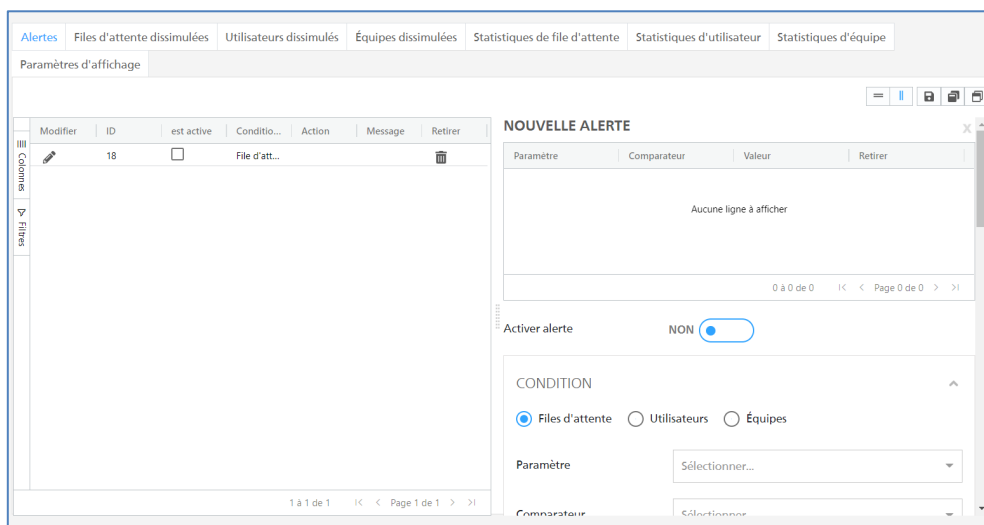 Alertes Files d'attente dissimulées Utilisateurs dissimulés Équipes dissimulées Statistiques de file d'attente Statistiques d'utilisateur Statistiques d'équipe
Paramètres d'affichage
Colonnes
Filtres
Modifier ID est active Conditio... Action Message Retirer
18 File d'att...
1 à 1 de 1 Page 1 de 1
NOUVELLE ALERTE X
Paramètre Comparateur Valeur Retirer
Aucune ligne à afficher
0 à 0 de 0 Page 0 de 0
Activer alerte NON
CONDITION
Files d'attente Utilisateurs Équipes
Paramètre Sélectionner...
Comparateur Sélectionner...